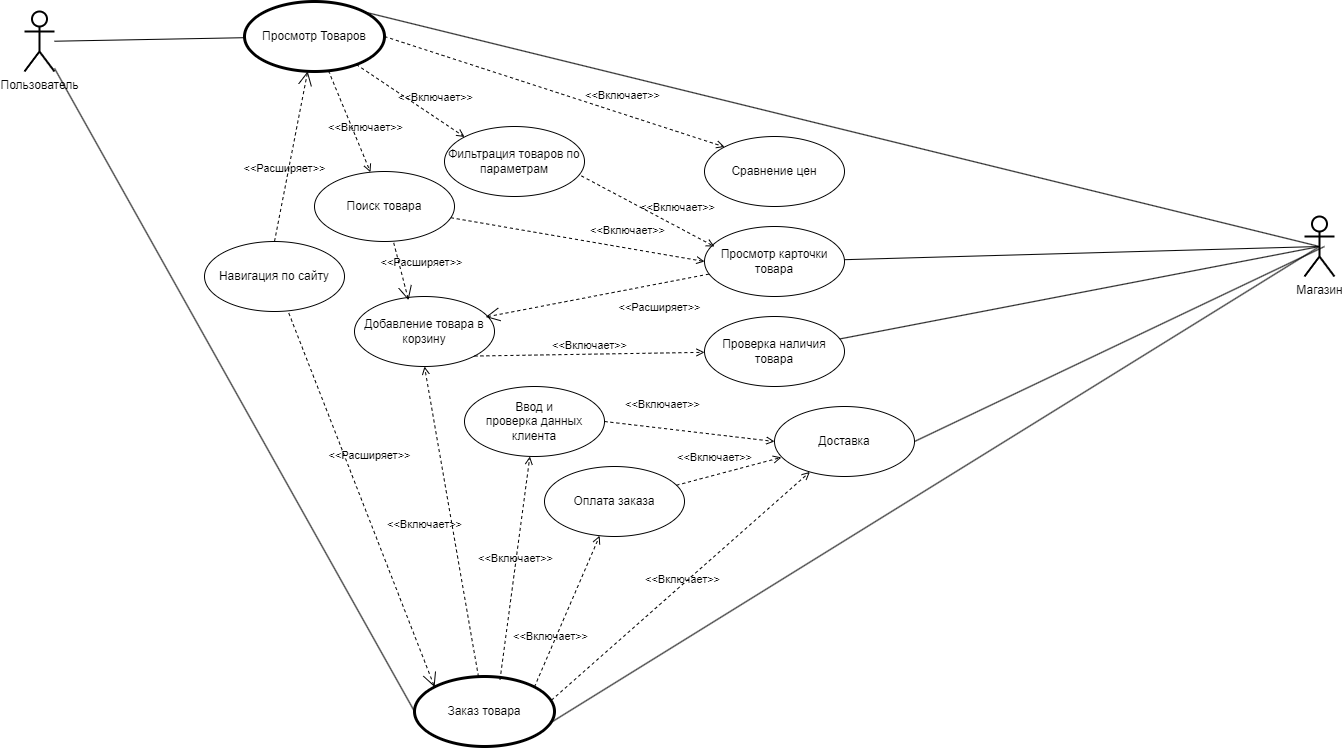 Просмотр Товаров
Пользователь
<<Включает>>
<<Включает>>
<<Включает>>
Фильтрация товаров по
параметрам
<<Расширяет>>
Сравнение цен
Поиск товара
<<Включает>>
<<Включает>>
Просмотр карточки
товара
<<Расширяет>>
Навигация по сайту
Магазин
<<Расширяет>>
Добавление товара в
корзину
<<Включает>>
Проверка наличия
товара
Ввод и
проверка данных
клиента
<<Включает>>
Доставка
<<Расширяет>>
<<Включает>>
Оплата заказа
<<Включает>>
<<Включает>>
<<Включает>>
<<Включает>>
Заказ товара